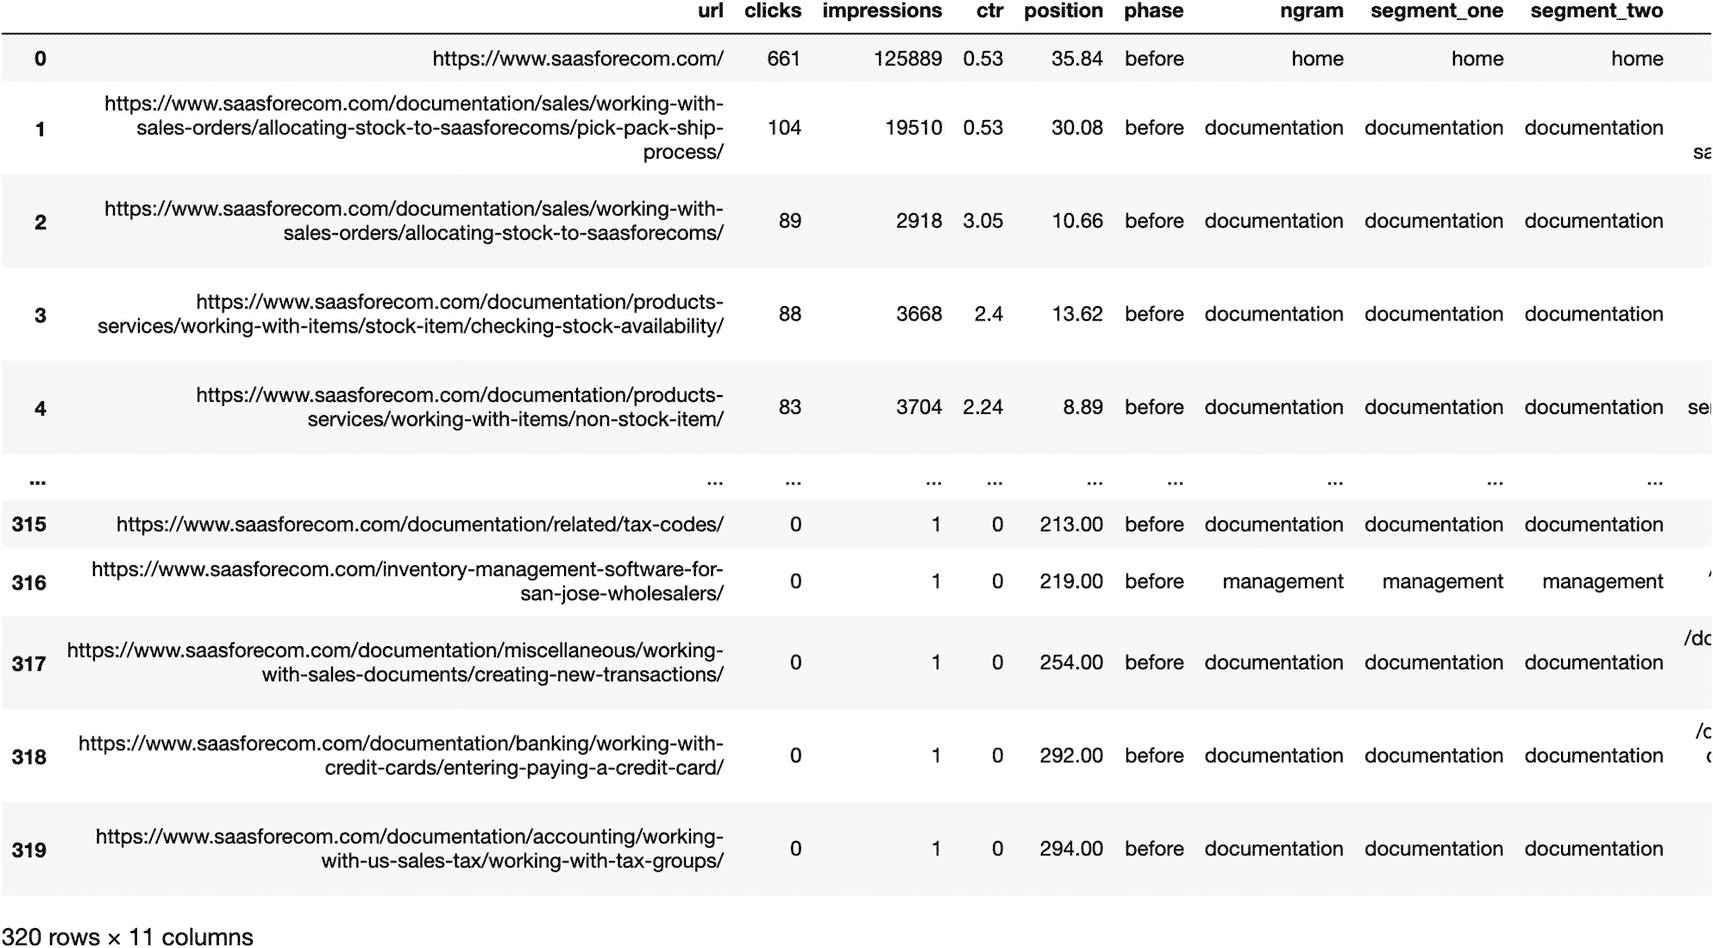 url clicks impressions ctr position phase ngram segment_one segment_two
0 https://www.saasforecom.com/ 661 125889 0.53 35.84 before home home home
https://www.saasforecom.com/documentation/sales/working-with-
1 sales-orders/allocating-stock-to-saasforecoms/pick-pack-ship- 104 19510 0.53 30.08 before documentation documentation documentation
process/
https://www.saasforecom.com/documentation/sales/working-with-
2 sales-orders/allocating-stock-to-saasforecoms/ 89 2918 3.05 10.66 before documentation documentation documentation
https://www.saasforecom.com/documentation/products-
3 services/working-with-items/stock-item/checking-stock-availability/ 88 3668 2.4 13.62 before documentation documentation documentation
https://www.saasforecom.com/documentation/products-
4 services/working-with-items/non-stock-item/ 83 3704 2.24 8.89 before documentation documentation documentation
... ... ... ... ... ... ... ... ... ...
315 https://www.saasforecom.com/documentation/related/tax-codes/ 0 1 0 213.00 before documentation documentation documentation
https://www.saasforecom.com/inventory-management-software-for-
316 san-jose-wholesalers/ 0 1 0 219.00 before management management management
https://www.saasforecom.com/documentation/miscellaneous/working-
317 with-sales-documents/creating-new-transactions/ 0 1 0 254.00 before documentation documentation documentation
https://www.saasforecom.com/documentation/banking/working-with-
318 credit-cards/entering-paying-a-credit-card/ 0 1 0 292.00 before documentation documentation documentation
https://www.saasforecom.com/documentation/accounting/working-
319 with-us-sales-tax/working-with-tax-groups/ 0 1 0 294.00 before documentation documentation documentation
320 rows × 11 columns